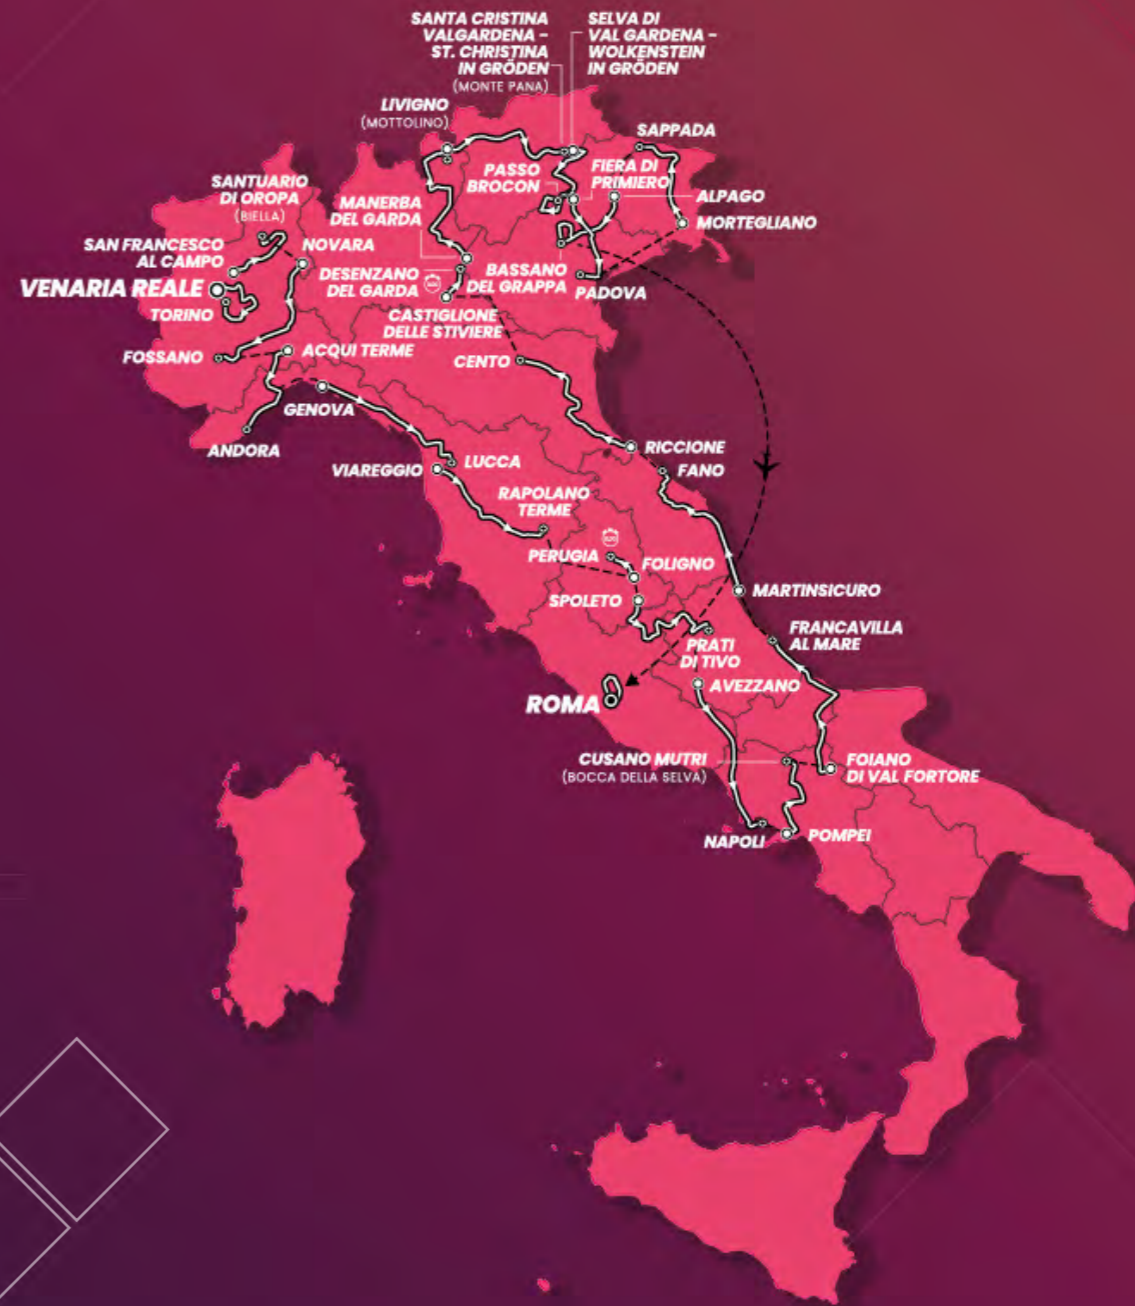 SANTA CRISTINA
VALGARDENA -
ST. CHRISTINA
IN GRÖDEN
(MONTE PANA)
SELVA DI
VAL GARDENA -
WOLKENSTEIN
IN GRÖDEN
LIVIGNO
(MOTTOLINO)
SAPPADA
PASSO
BROCON
FIERA DI
PRIMIERO
ALPAGO
MORTEGLIANO
SANTUARIO
DI OROPA
(BIELLA)
MANERBA
DEL GARDA
SAN FRANCESCO
AL CAMPO
NOVARA
DESENZANO
DEL GARDA
BASSANO
DEL GRAPPA
PADOVA
VENARIA REALE
TORINO
CASTIGLIONE
DELLE STIVIERE
FOSSANO
ACQUI TERME
CENTO
GENOVA
ANDORA
RICCIONE
VIAREGGIO
LUCCA
FANO
RAPOLANO
TERME
PERUGIA
FOLIGNO
SPOLETO
MARTINSICURO
FRANCAVILLA
AL MARE
PRATI
DI TIVO
AVEZZANO
ROMA
CUSANO MUTRI
(BOCCA DELLA SELVA)
FOIANO
DI VAL FORTORE
NAPOLI
POMPEI